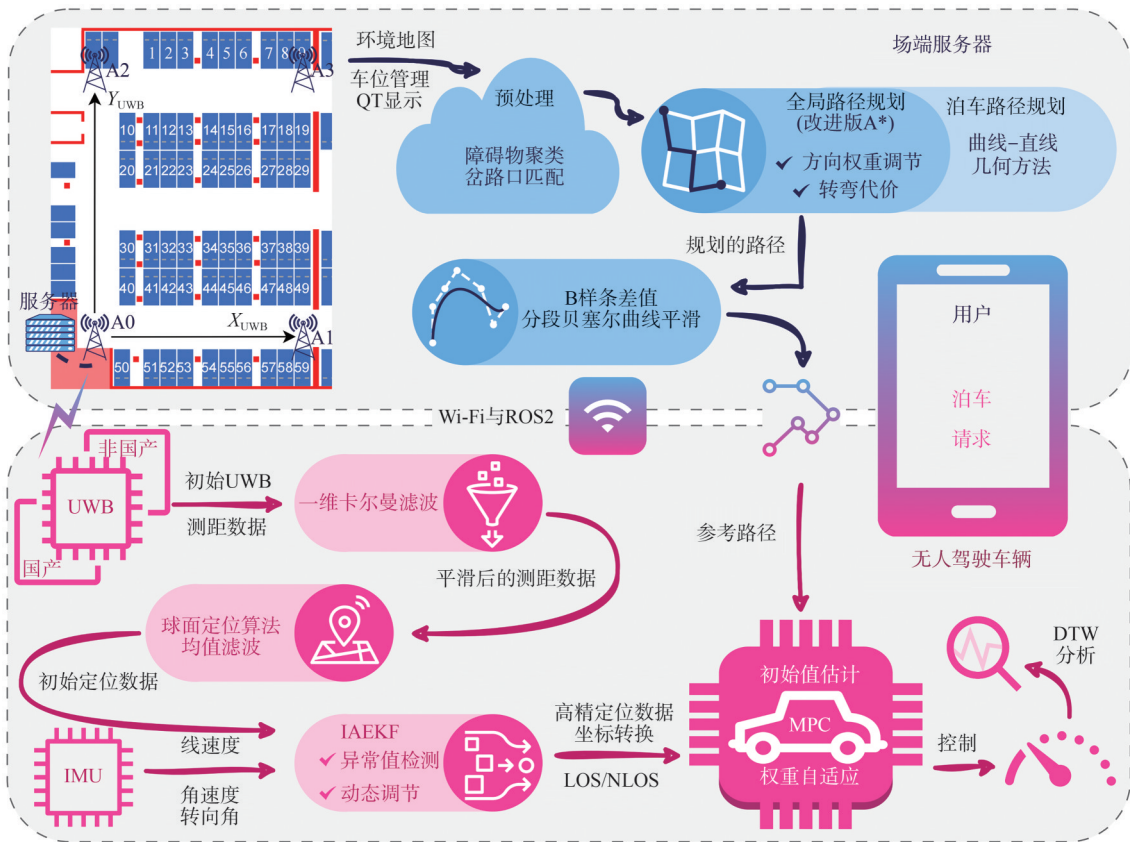 场端服务器
A2
1 2 3 4 5 6 7 8 9
A3
Y UWB
10 11 12 13 14 15 16 17 18 19
20 21 22 23 24 25 26 27 28 29
30 31 32 33 34 35 36 37 38 39
40 41 42 43 44 45 46 47 48 49
服务器
A0
X UWB
A1
50 51 52 53 54 55 56 57 58 59
环境地图
车位管理
QT显示
预处理
障碍物聚类
岔路口匹配
全局路径规划
(改进版A*)
✓ 方向权重调节
✓ 转弯代价
泊车路径规划
曲线-直线
几何方法
规划的路径
B样条差值
分段贝塞尔曲线平滑
用户
泊车
请求
Wi-Fi与ROS2
非国产
UWB
国产
初始UWB
测距数据
一维卡尔曼滤波
平滑后的测距数据
参考路径
无人驾驶车辆
球面定位算法
均值滤波
初始定位数据
线速度
IMU
角速度
转向角
IAEKF
✓ 异常值检测
✓ 动态调节
高精定位数据
坐标转换
LOS/NLOS
初始值估计
MPC
权重自适应
控制
DTW
分析